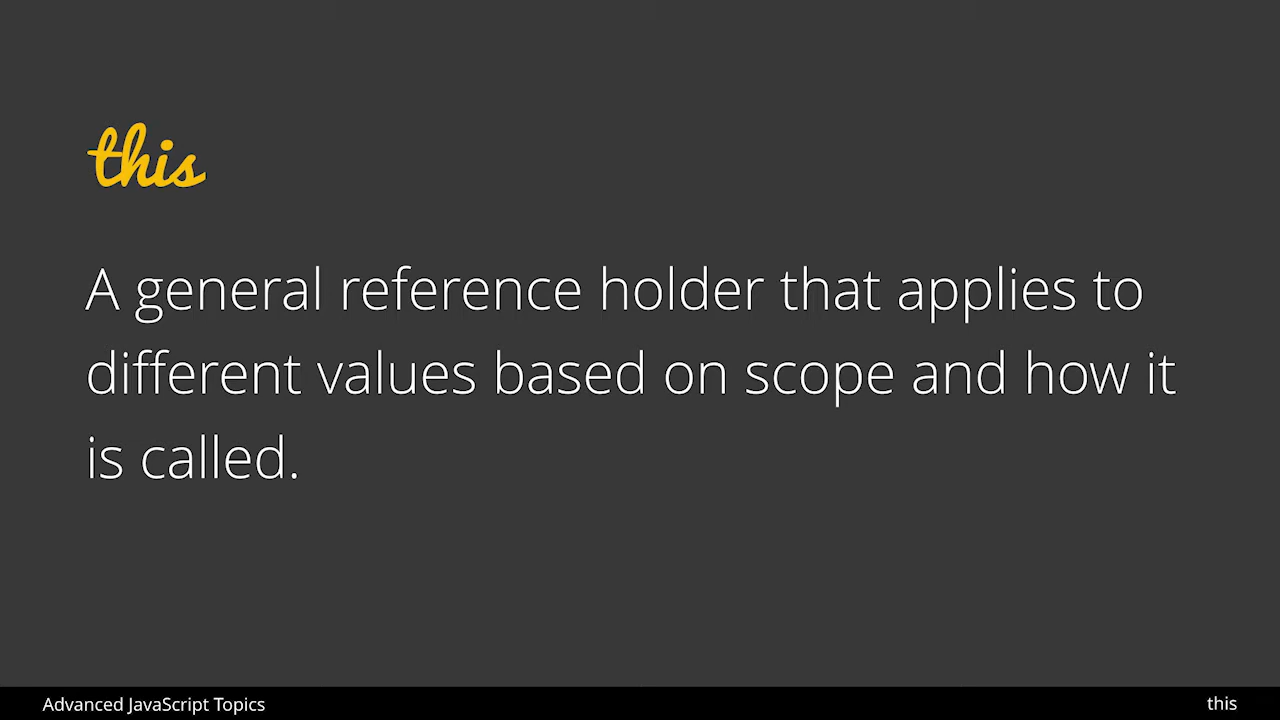 this
A general reference holder that applies to
different values based on scope and how it
is called.
Advanced JavaScript Topics
this